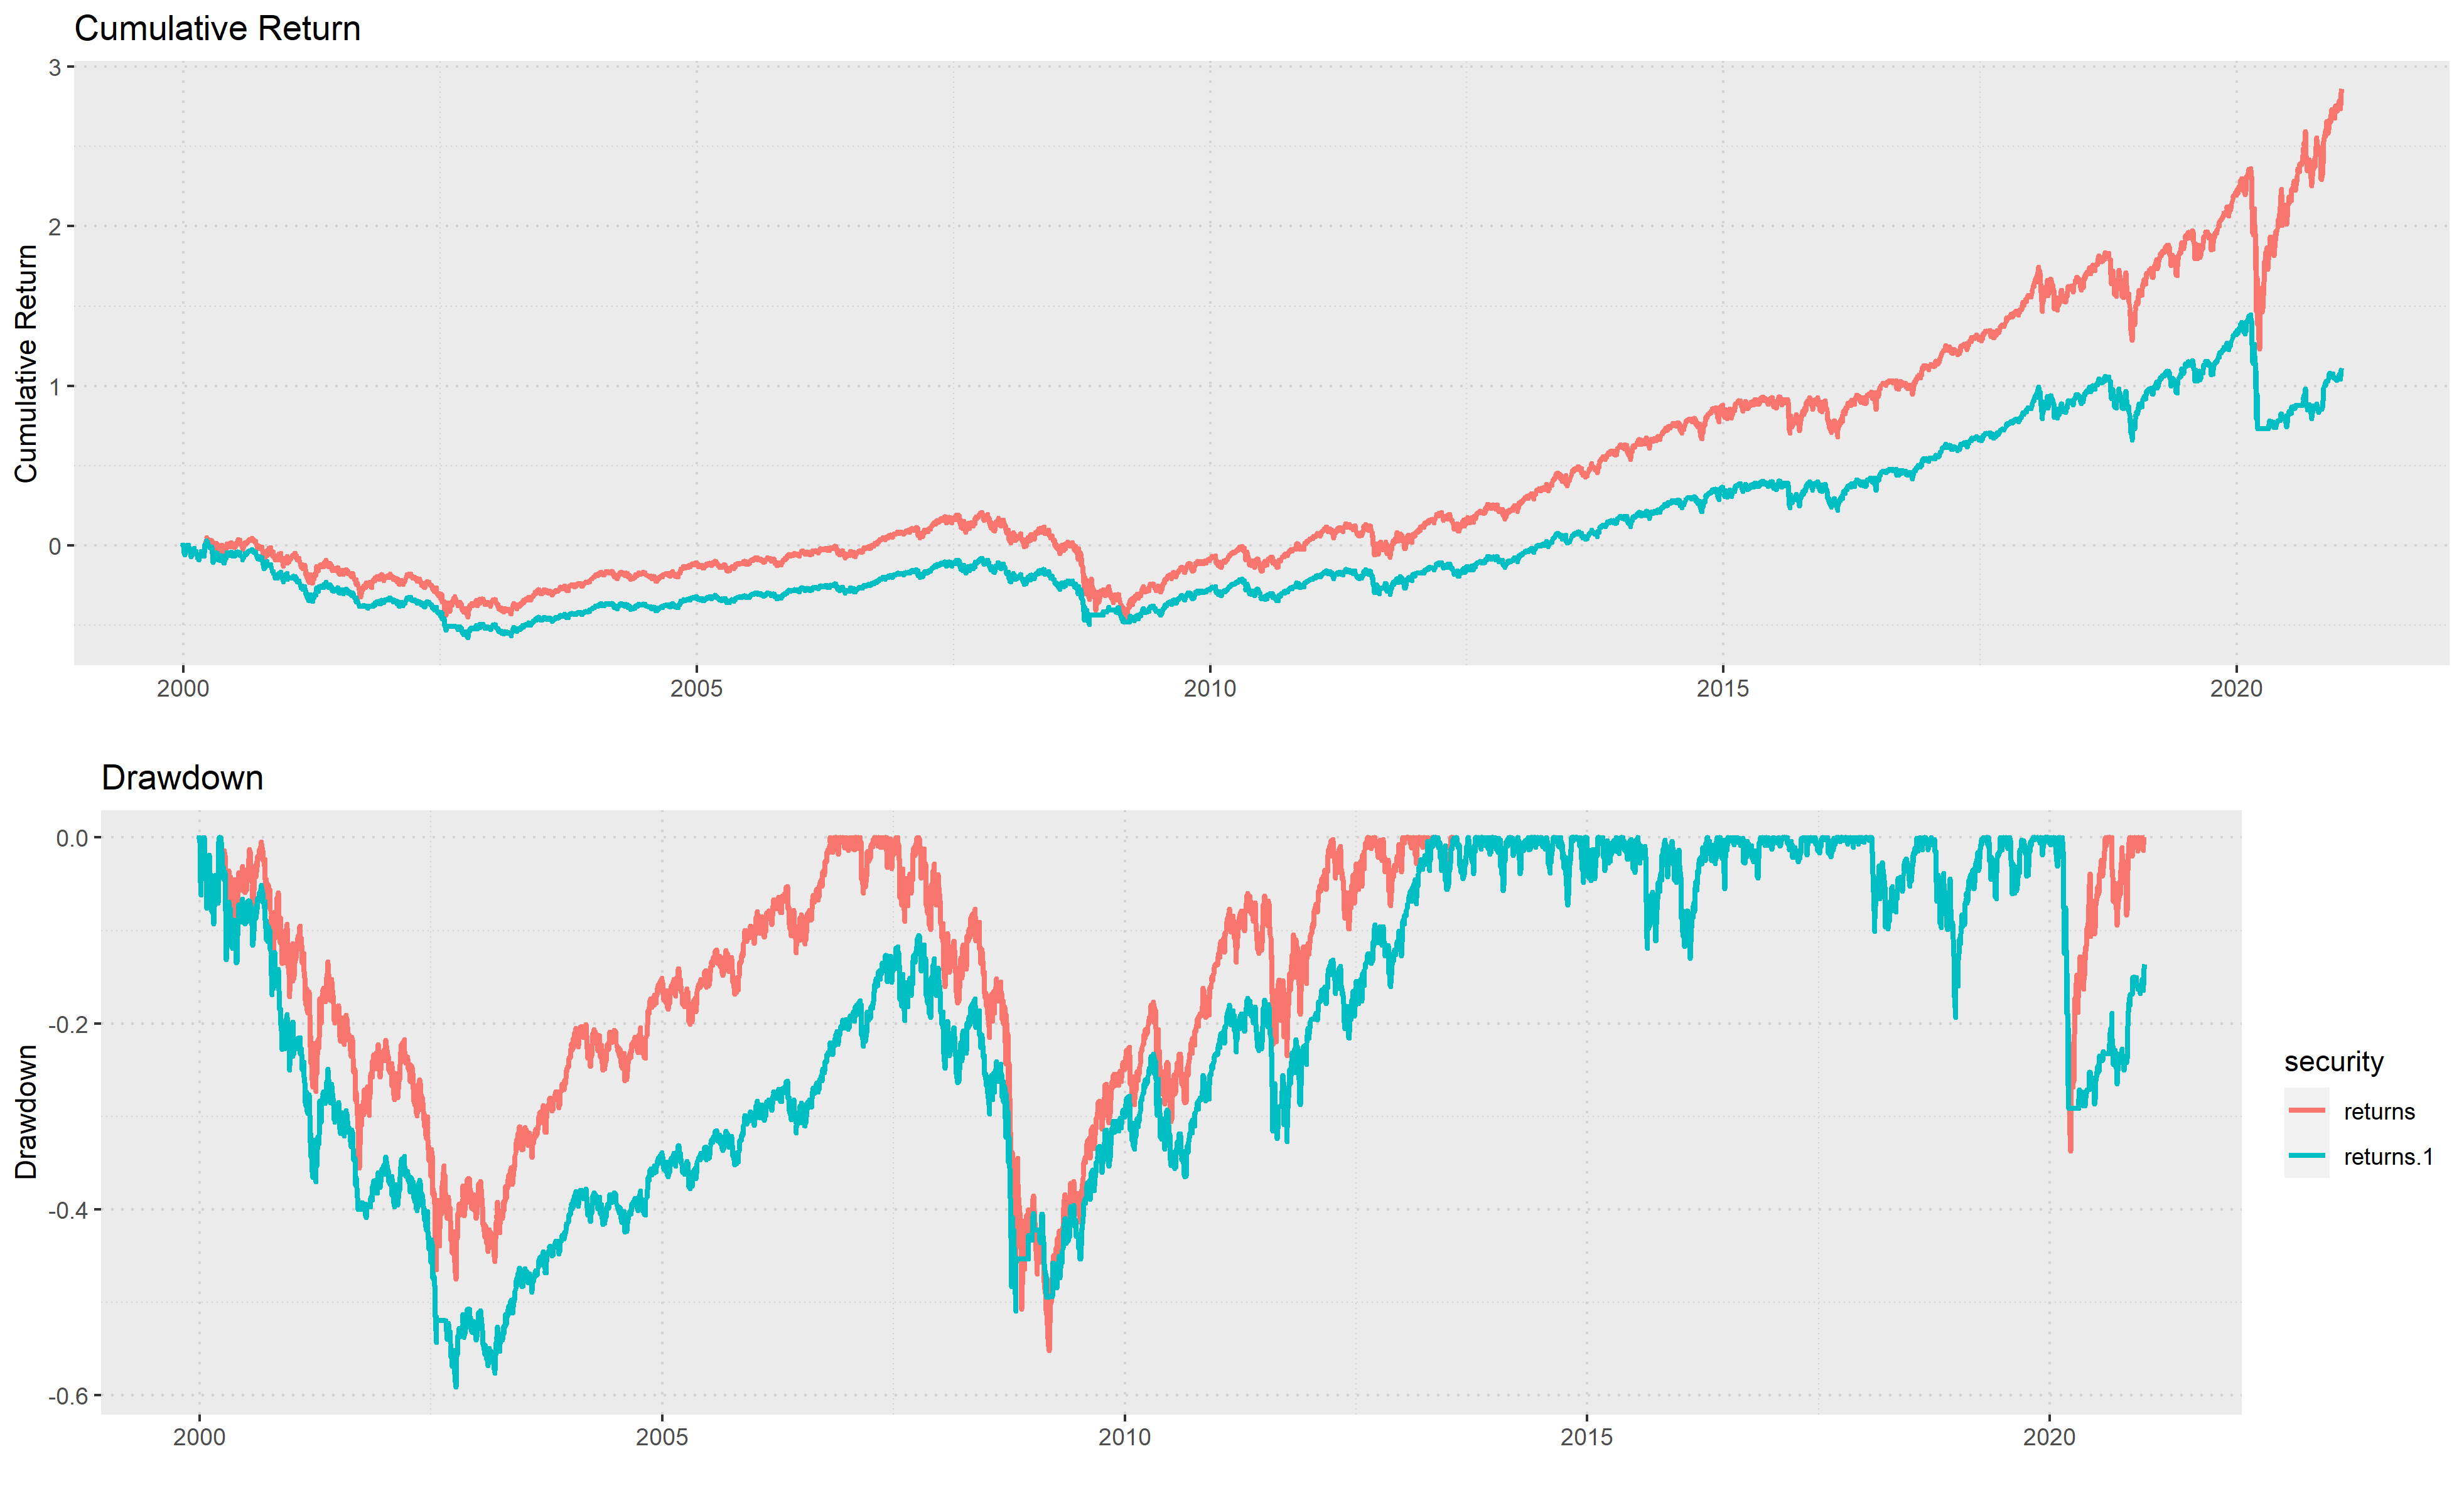 Cumulative Return
Cumulative Return
3
2
1
0
2000 2005 2010 2015 2020
Drawdown
Drawdown
0.0
-0.2
-0.4
-0.6
2000 2005 2010 2015 2020
security
returns
returns.1